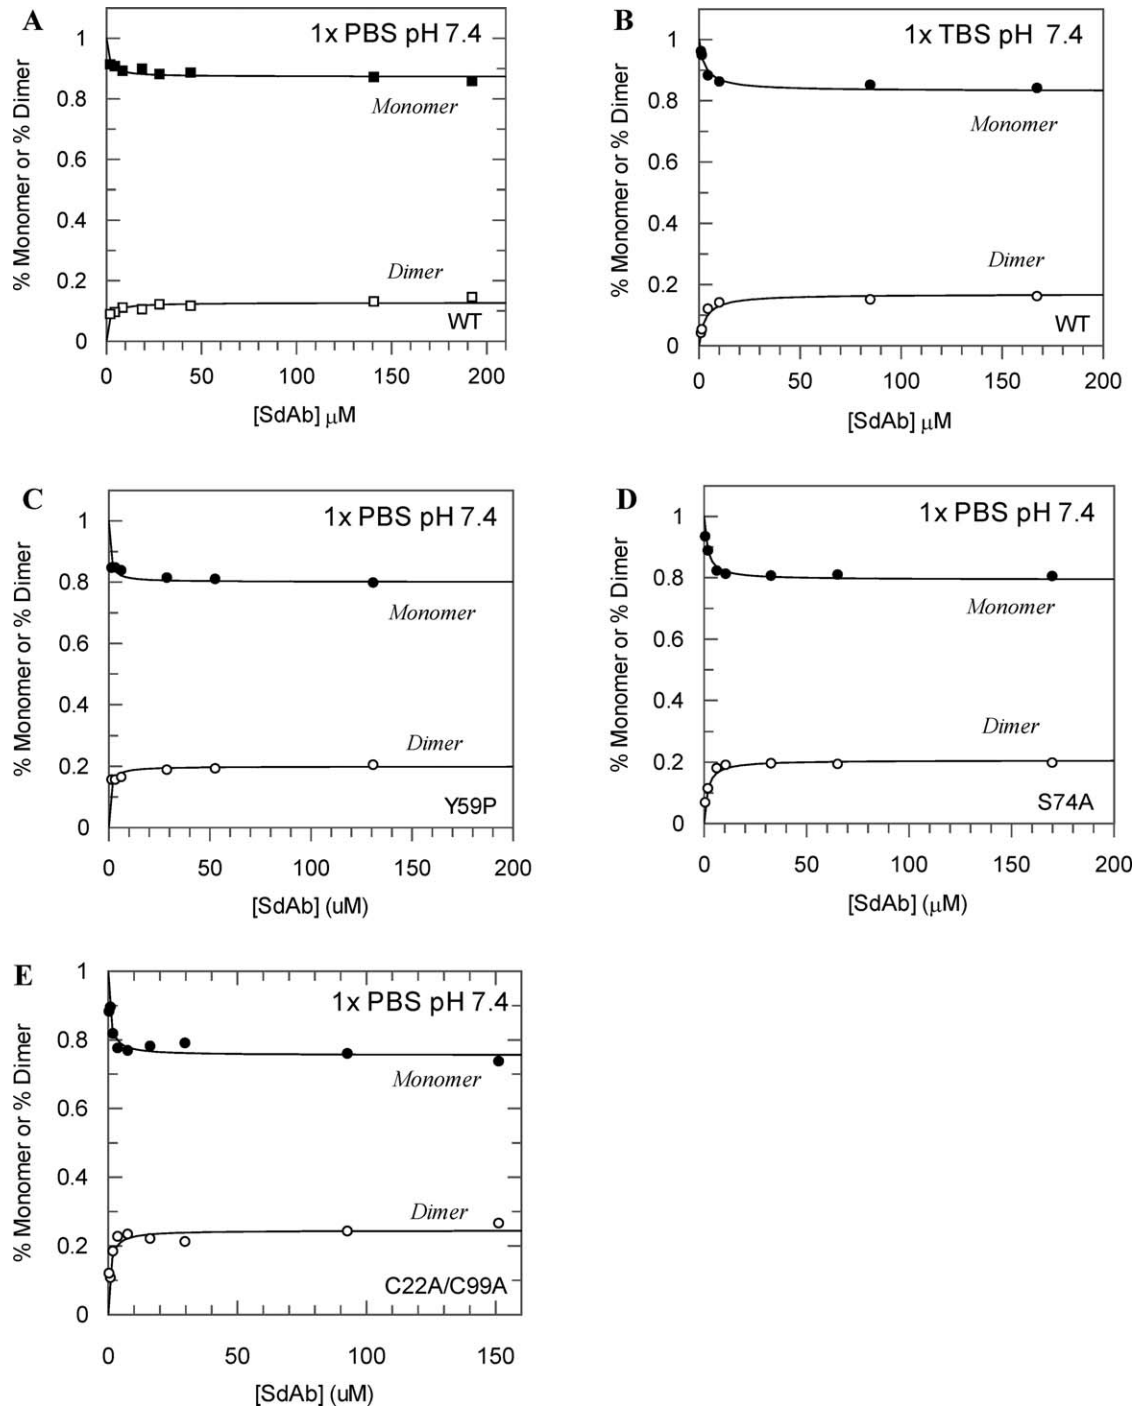 A
1x PBS pH 7.4
% Monomer or % Dimer
1
0.8
0.6
0.4
0.2
0
Monomer
Dimer
WT
0 50 100 150 200
[SdAb] μM
B
1x TBS pH 7.4
% Monomer or % Dimer
1
0.8
0.6
0.4
0.2
0
Monomer
Dimer
WT
0 50 100 150 200
[SdAb] μM
C
1x PBS pH 7.4
% Monomer or % Dimer
1
0.8
0.6
0.4
0.2
0
Monomer
Dimer
Y59P
0 50 100 150 200
[SdAb] (uM)
D
1x PBS pH 7.4
% Monomer or % Dimer
1
0.8
0.6
0.4
0.2
0
Monomer
Dimer
S74A
0 50 100 150 200
[SdAb] (μM)
E
1x PBS pH 7.4
% Monomer or % Dimer
1
0.8
0.6
0.4
0.2
0
Monomer
Dimer
C22A/C99A
0 50 100 150
[SdAb] (uM)